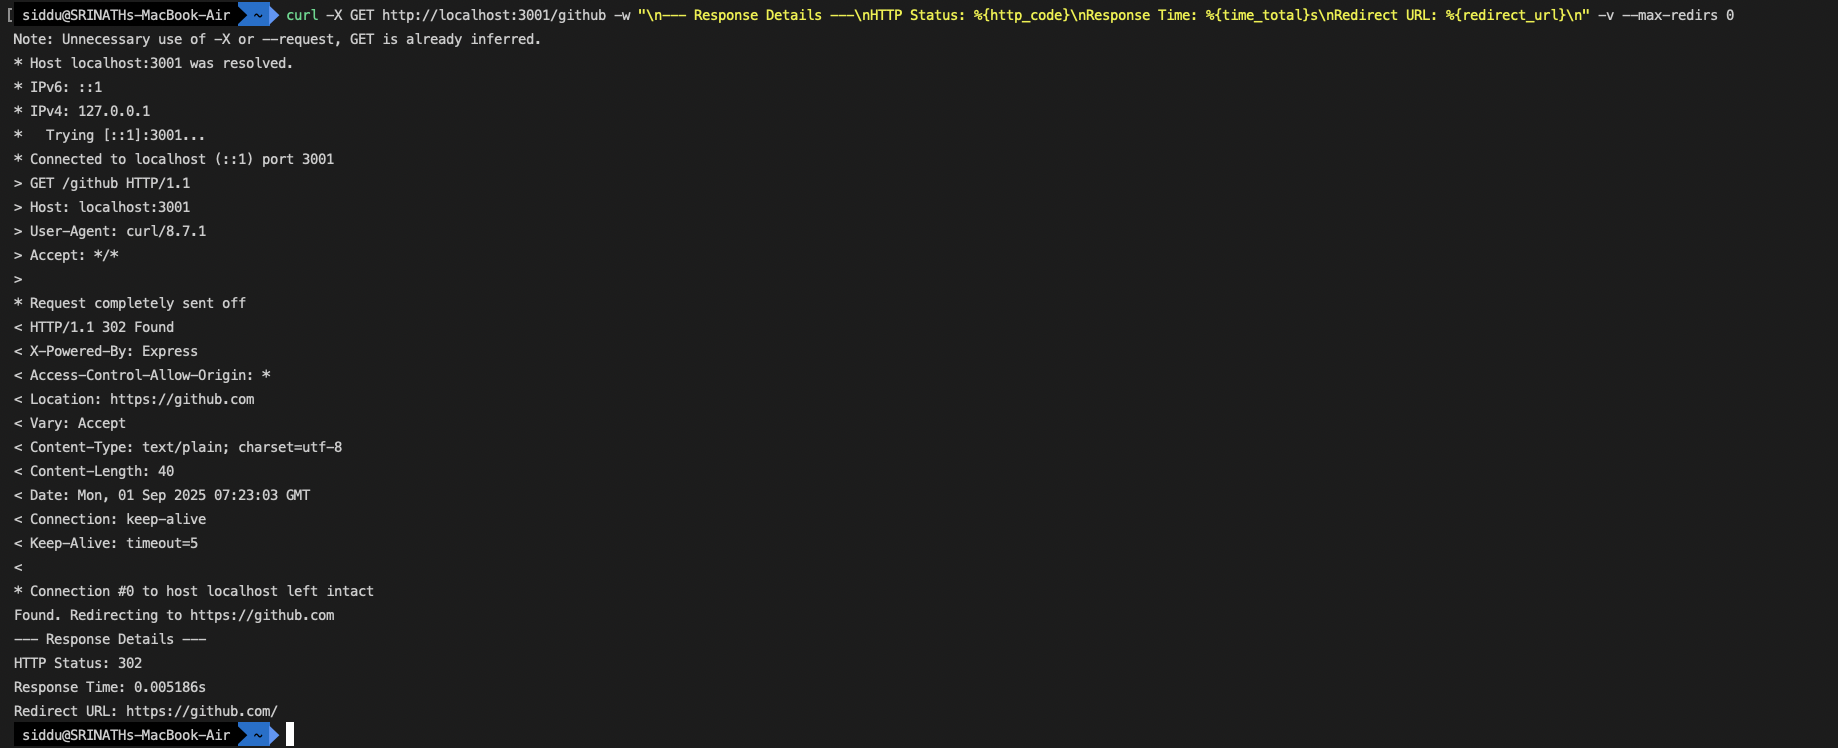 [ siddu@SRINATHs-MacBook-Air ~ curl -X GET http://localhost:3001/github -w "\n--- Response Details ---\nHTTP Status: %{http_code}\nResponse Time: %{time_total}s\nRedirect URL: %{redirect_url}\n" -v --max-redirs 0
Note: Unnecessary use of -X or --request, GET is already inferred.
* Host localhost:3001 was resolved.
* IPv6: ::1
* IPv4: 127.0.0.1
*   Trying [::1]:3001...
* Connected to localhost (::1) port 3001
> GET /github HTTP/1.1
> Host: localhost:3001
> User-Agent: curl/8.7.1
> Accept: */*
>
* Request completely sent off
< HTTP/1.1 302 Found
< X-Powered-By: Express
< Access-Control-Allow-Origin: *
< Location: https://github.com
< Vary: Accept
< Content-Type: text/plain; charset=utf-8
< Content-Length: 40
< Date: Mon, 01 Sep 2025 07:23:03 GMT
< Connection: keep-alive
< Keep-Alive: timeout=5
<
* Connection #0 to host localhost left intact
Found. Redirecting to https://github.com
--- Response Details ---
HTTP Status: 302
Response Time: 0.005186s
Redirect URL: https://github.com/
siddu@SRINATHs-MacBook-Air ~